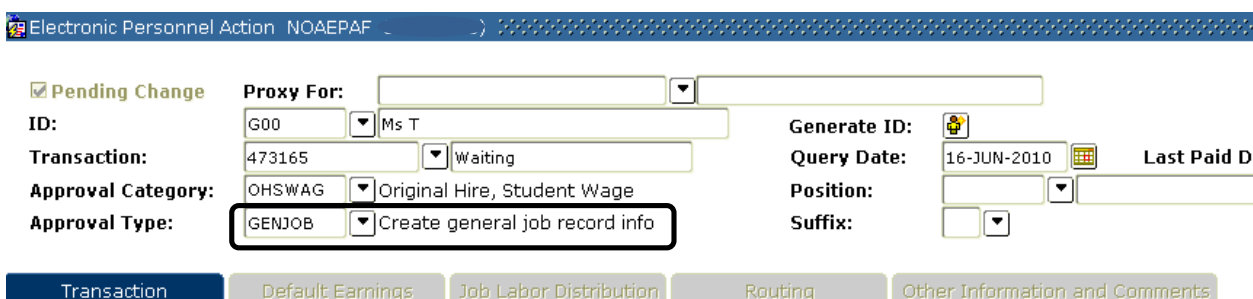 Electronic Personnel Action NOAEPAF )
Pending Change Proxy For:
ID: G00 Ms T Generate ID:
Transaction: 473165 Waiting Query Date: 16-JUN-2010 Last Paid D
Approval Category: OHSWAG Original Hire, Student Wage Position:
Approval Type: GENJOB Create general job record info Suffix:
Transaction Default Earnings Job Labor Distribution Routing Other Information and Comments